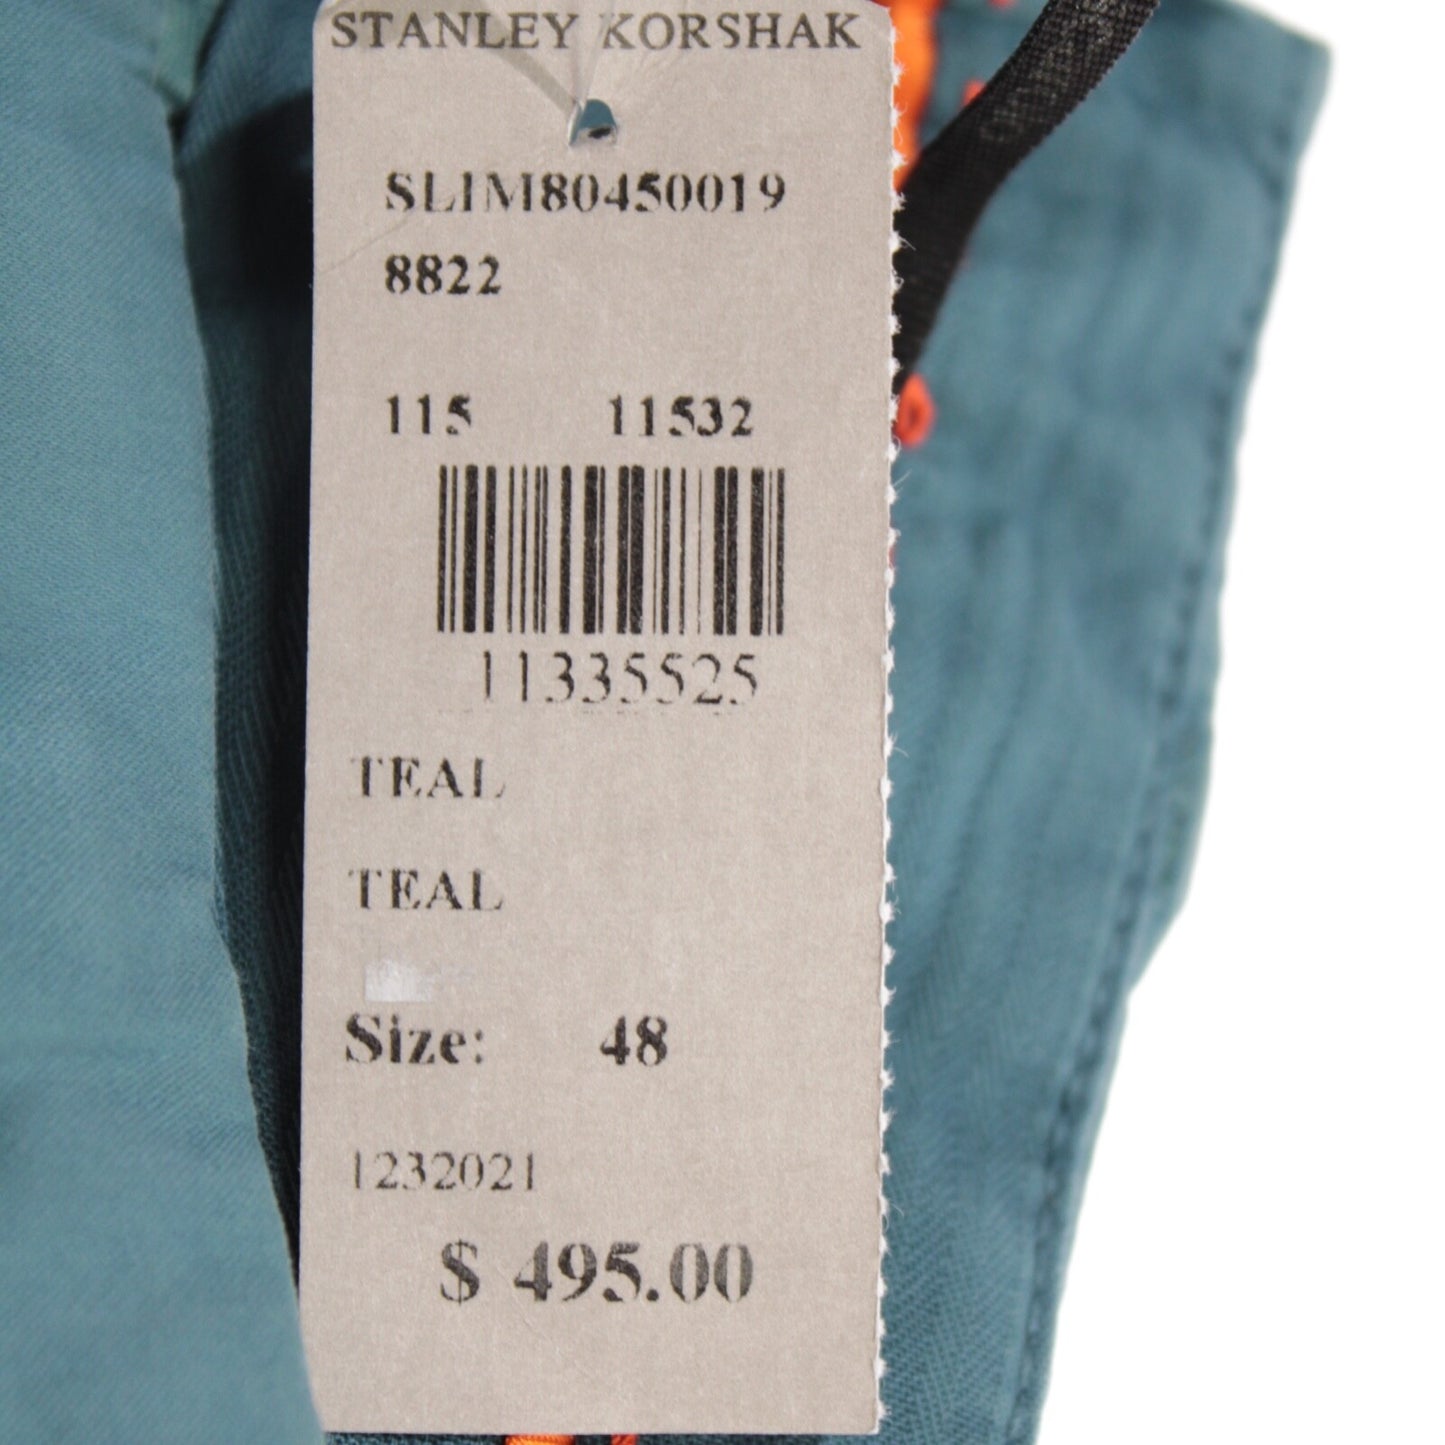 STANLEY KORSHAK
SLIM80450019
8822
115 11532
11335525
TEAL
TEAL
Size: 48
1232021
$ 495.00